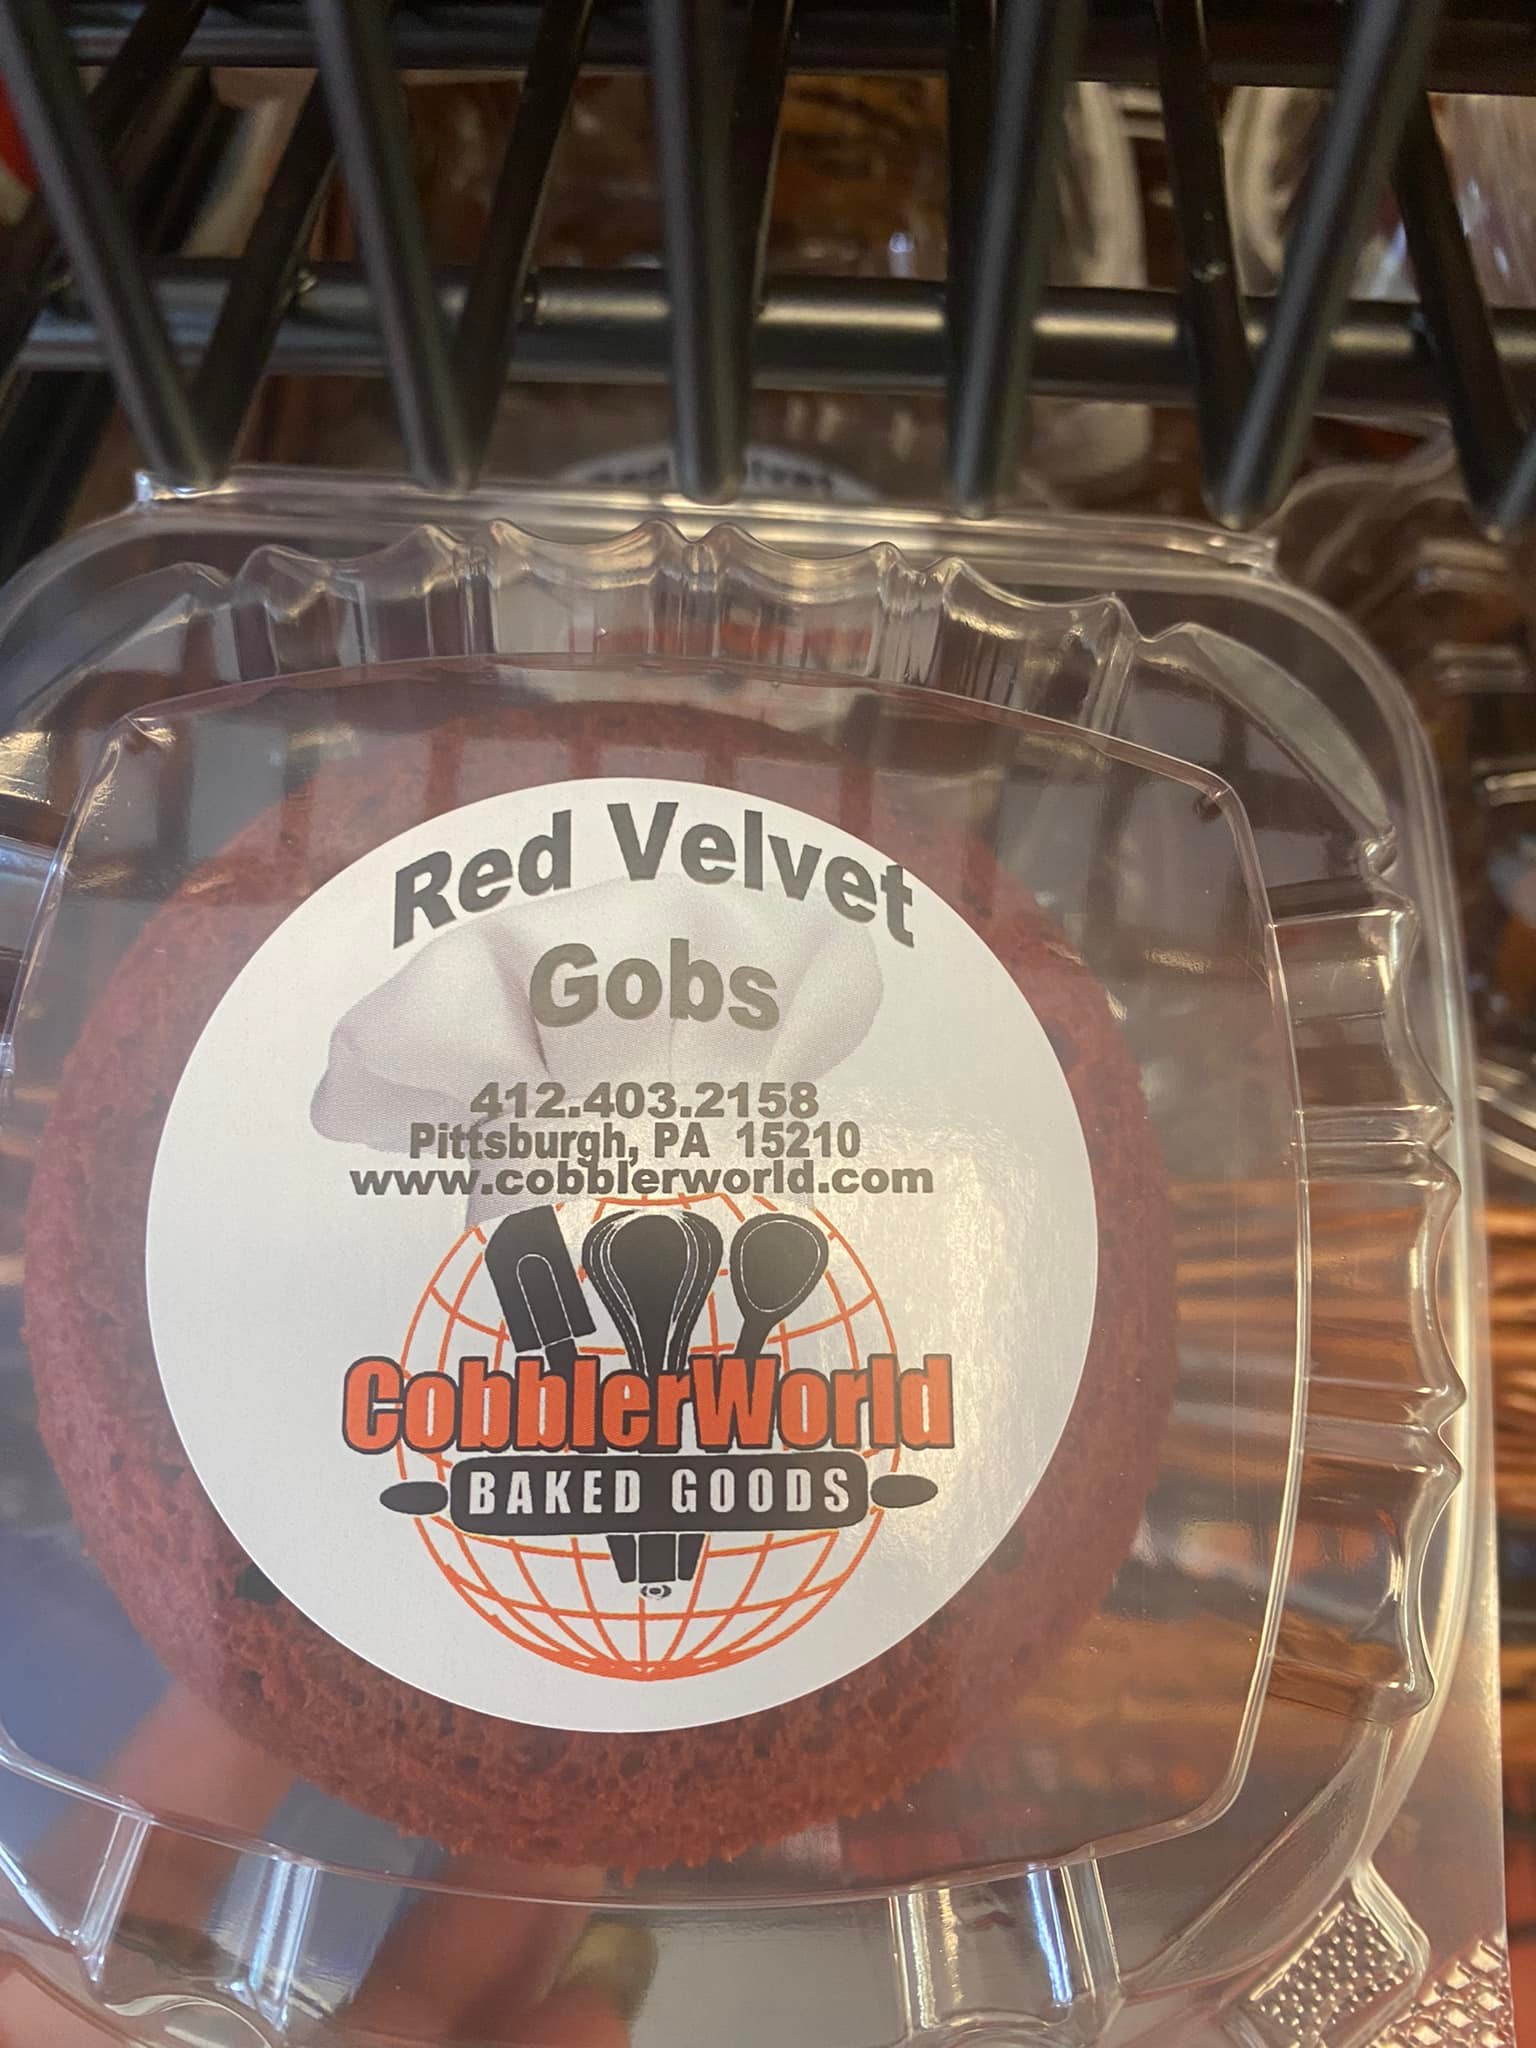 Red Velvet
Gobs
412.403.2158
Pittsburgh, PA 15210
www.cobblerworld.com
CobblerWorld
BAKED GOODS